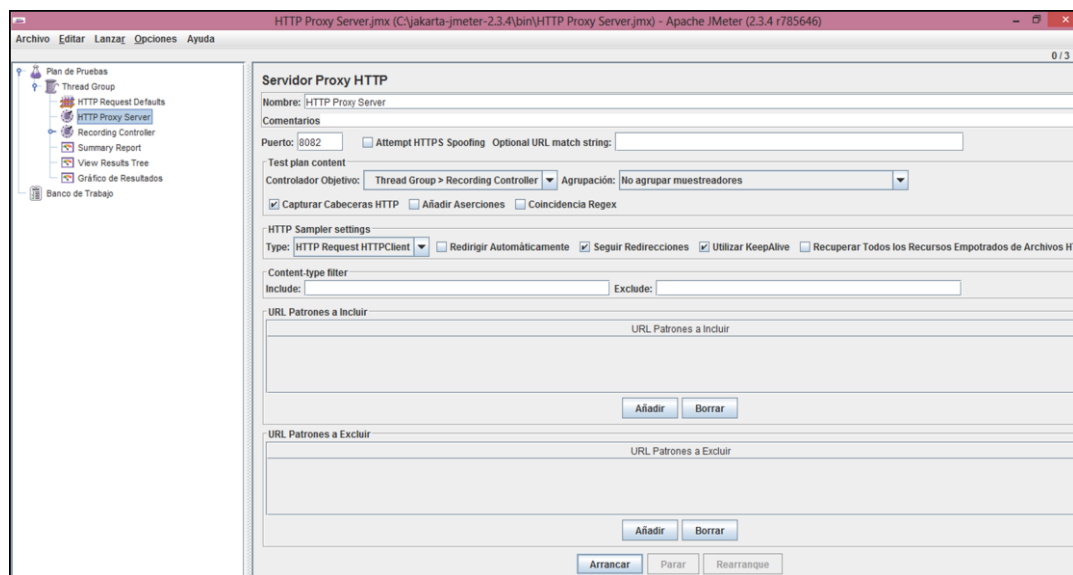 HTTP Proxy Server.jmx (C:\jakarta-jmeter-2.3.4\bin\HTTP Proxy Server.jmx) - Apache JMeter (2.3.4 r785646)
Archivo Editar Lanzar Opciones Ayuda
0 / 3
Plan de Pruebas
Thread Group
HTTP Request Defaults
HTTP Proxy Server
Recording Controller
Summary Report
View Results Tree
Gráfico de Resultados
Banco de Trabajo
Servidor Proxy HTTP
Nombre: HTTP Proxy Server
Comentarios
Puerto: 8082 Attempt HTTPS Spoofing Optional URL match string:
Test plan content
Controlador Objetivo: Thread Group > Recording Controller Agrupación: No agrupar muestreadores
Capturar Cabeceras HTTP Añadir Aserciones Coincidencia Regex
HTTP Sampler settings
Type: HTTP Request HTTPClient Redirigir Automáticamente Seguir Redirecciones Utilizar KeepAlive Recuperar Todos los Recursos Empotrados de Archivos H
Content-type filter
Include: Exclude:
URL Patrones a Incluir
URL Patrones a Incluir
Añadir Borrar
URL Patrones a Excluir
URL Patrones a Excluir
Añadir Borrar
Arrancar Parar Rearranque